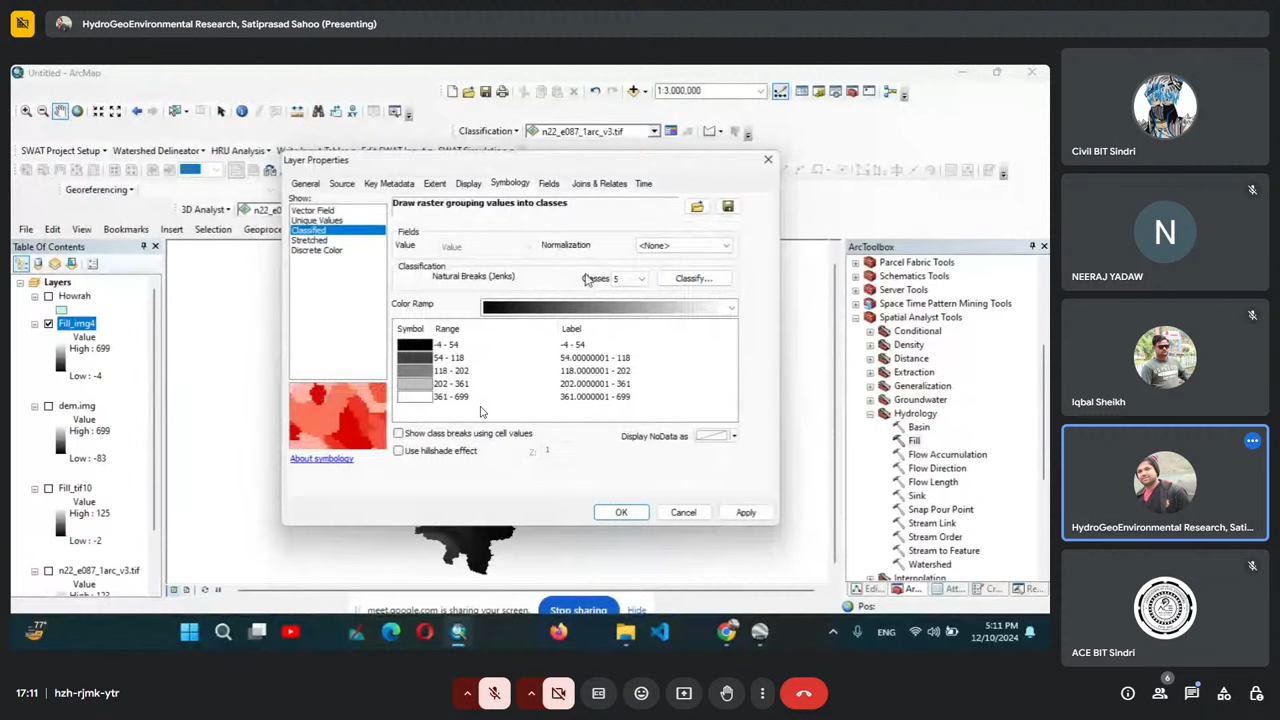 HydroGeoEnvironmental Research, Satiprasad Sahoo (Presenting)
Untitled - ArcMap
1:3,000,000
Classification
n22_e087_1arc_v3.tif
SWAT Project Setup
Watershed Delineator
HRU Analysis
Georeferencing
3D Analyst
File
Edit
View
Bookmarks
Insert
Selection
Table Of Contents
Layers
Howrah
Fill_img4
Value
High : 699
Low : -4
dem.img
Value
High : 699
Low : -83
Fill_tif10
Value
High : 125
Low : -2
n22_e087_1arc_v3.tif
Value
Layer Properties
General
Source
Key Metadata
Extent
Display
Symbology
Fields
Joins & Relates
Time
Show:
Vector Field
Unique Values
Classified
Stretched
Discrete Color
About symbology
Draw raster grouping values into classes
Fields
Value
Value
Normalization
<None>
Classification
Natural Breaks (Jenks)
Classes
5
Classify...
Color Ramp
Symbol
Range
Label
-4 - 54
-4 - 54
54 - 118
54.00000001 - 118
118 - 202
118.0000001 - 202
202 - 361
202.0000001 - 361
361 - 699
361.0000001 - 699
Show class breaks using cell values
Display NoData as
Use hillshade effect
Z:
1
OK
Cancel
Apply
ArcToolbox
Parcel Fabric Tools
Schematics Tools
Server Tools
Space Time Pattern Mining Tools
Spatial Analyst Tools
Conditional
Density
Distance
Extraction
Generalization
Groundwater
Hydrology
Basin
Fill
Flow Accumulation
Flow Direction
Flow Length
Sink
Snap Pour Point
Stream Link
Stream Order
Stream to Feature
Watershed
Interpolation
Edi...
Ar...
Att...
Cr...
Re...
Pos:
meet.google.com is sharing your screen.
Stop sharing
Hide
77°
ENG
5:11 PM
12/10/2024
Civil BIT Sindri
N
NEERAJ YADAW
Iqbal Sheikh
HydroGeoEnvironmental Research, Sati...
ACE BIT Sindri
17:11
hzh-rjmk-ytr
6